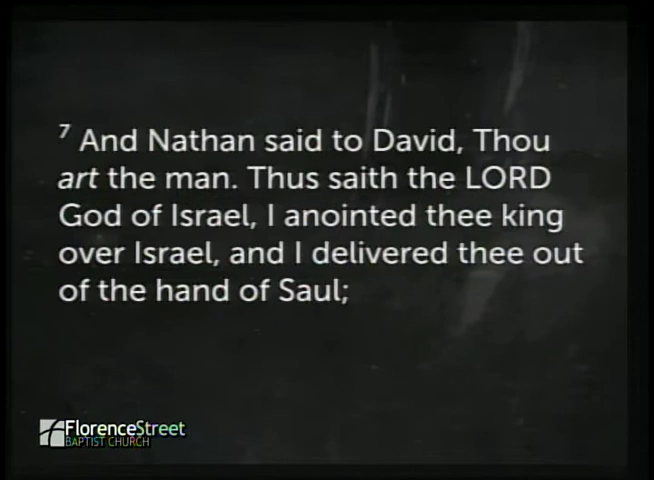 7 And Nathan said to David, Thou
art the man. Thus saith the LORD
God of Israel, I anointed thee king
over Israel, and I delivered thee out
of the hand of Saul;
FlorenceStreet
BAPTIST CHURCH